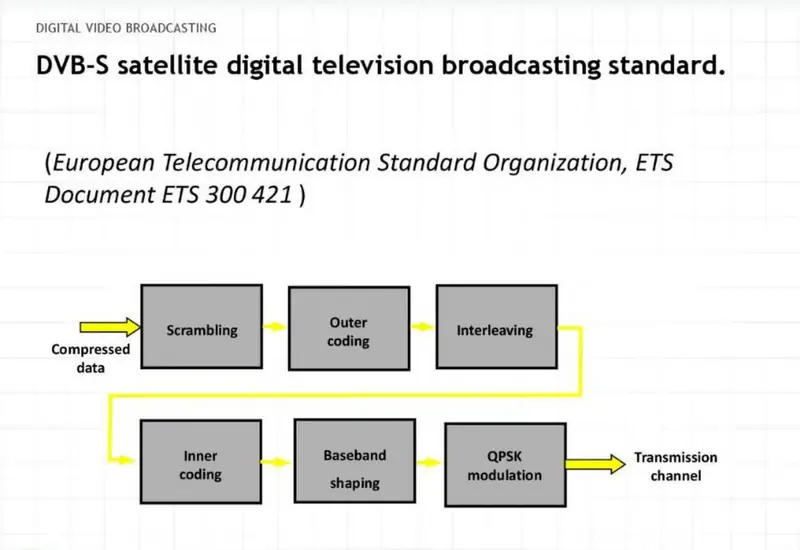 DIGITAL VIDEO BROADCASTING
DVB-S satellite digital television broadcasting standard.
(European Telecommunication Standard Organization, ETS
Document ETS 300 421 )
Compressed
data
Scrambling
Outer
coding
Interleaving
Inner
coding
Baseband
shaping
QPSK
modulation
Transmission
channel